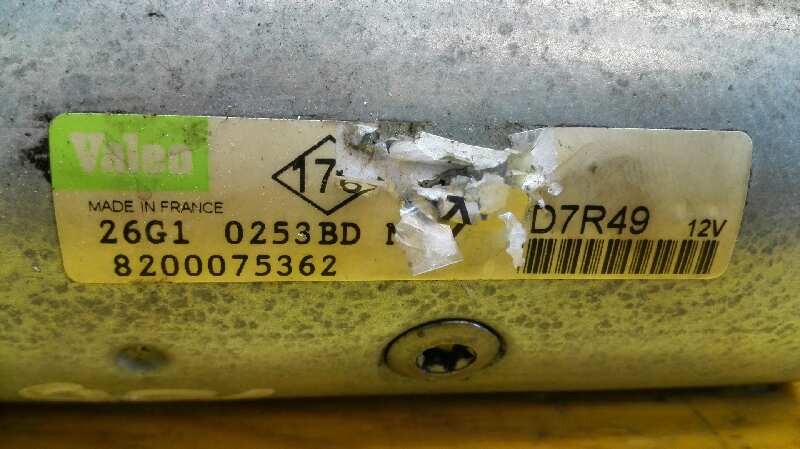 Valeo
MADE IN FRANCE
26G1 0253BD
8200075362
D7R49 12V